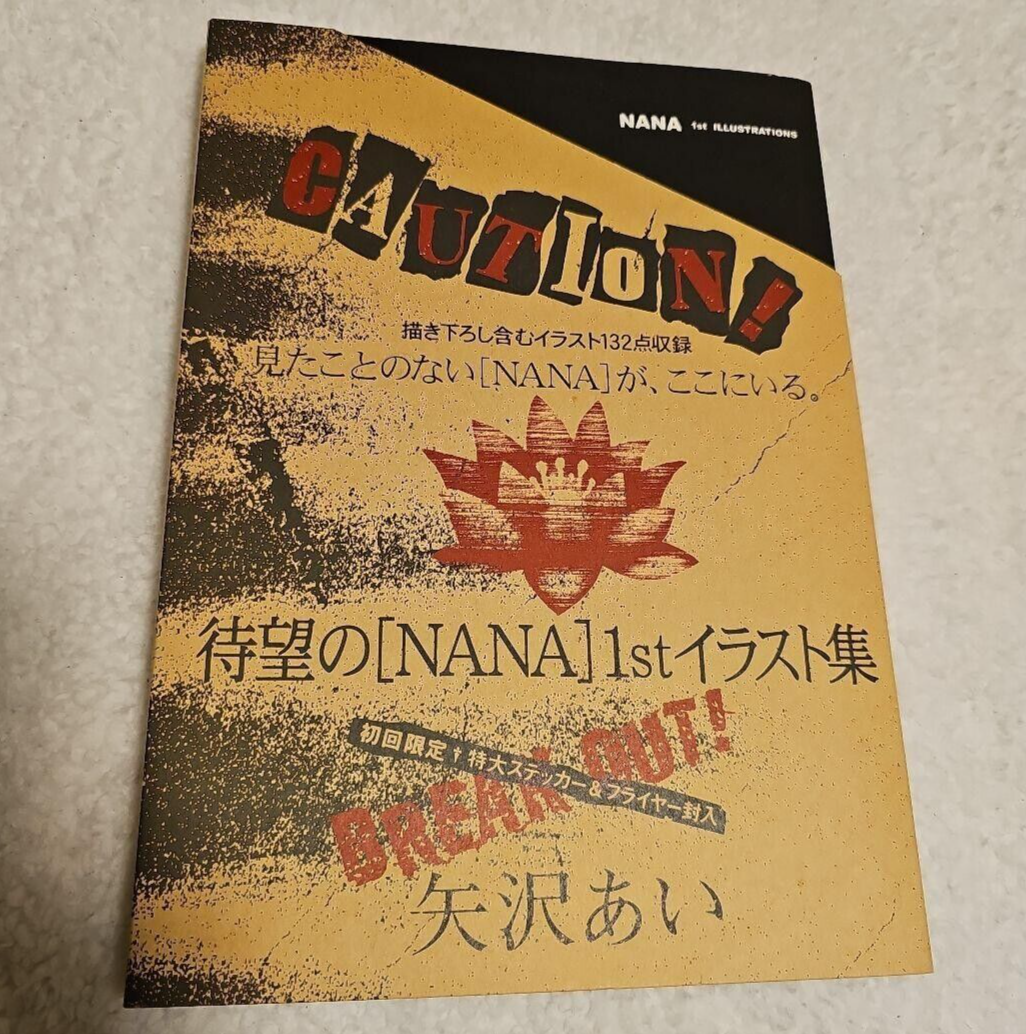 NANA 1st ILLUSTRATIONS
CAUTION!
描き下ろし含むイラスト132点収録
見たことのない[NANA]が、ここにいる。
待望の[NANA]1stイラスト集
BREAK OUT!
初回限定†特大ステッカー&フライヤー封入
矢沢あい